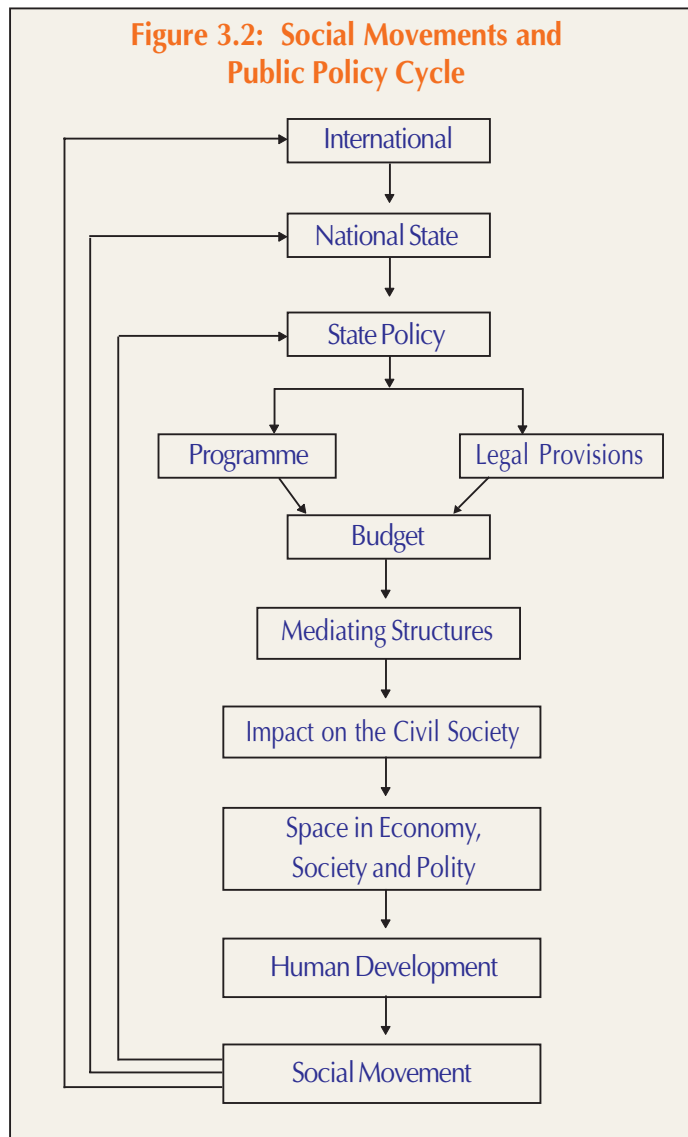 Figure 3.2: Social Movements and
Public Policy Cycle
International
National State
State Policy
Programme
Legal Provisions
Budget
Mediating Structures
Impact on the Civil Society
Space in Economy,
Society and Polity
Human Development
Social Movement